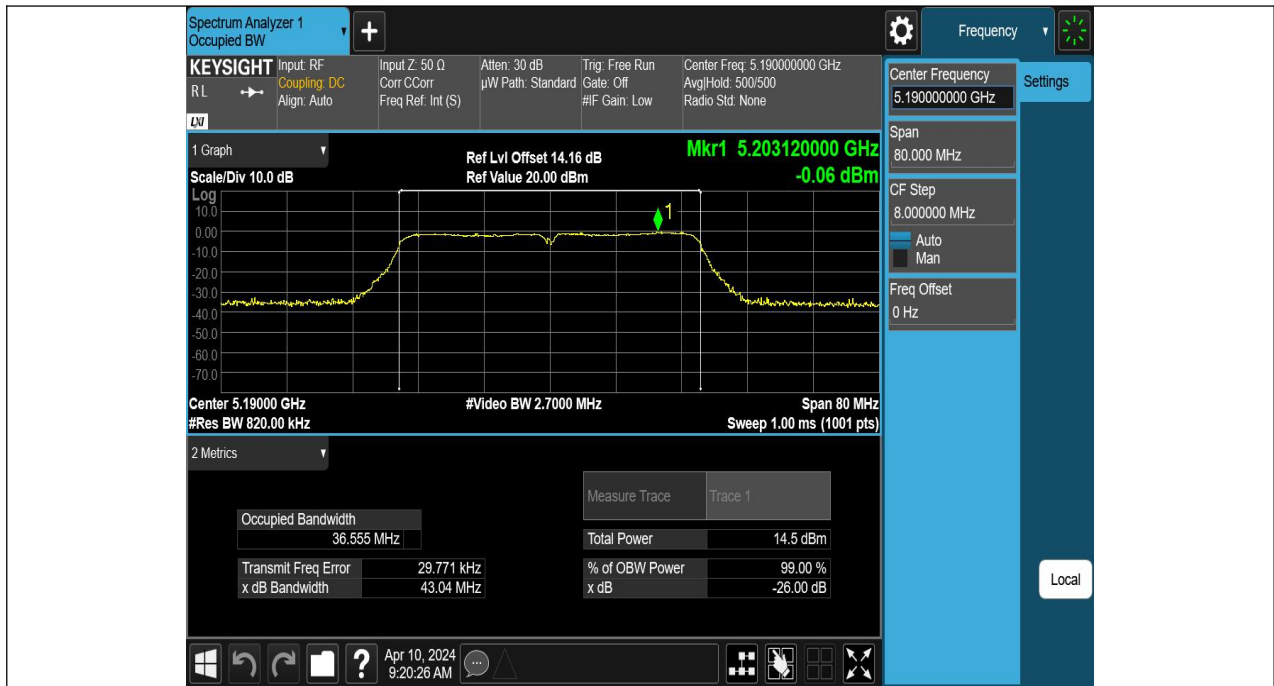 Spectrum Analyzer 1
Occupied BW
+
Frequency
KEYSIGHT
RL
LXI
Input: RF
Coupling: DC
Align: Auto
Input Z: 50 Ω
Corr CCorr
Freq Ref: Int (S)
Atten: 30 dB
µW Path: Standard
Trig: Free Run
Gate: Off
#IF Gain: Low
Center Freq: 5.190000000 GHz
Avg|Hold: 500/500
Radio Std: None
Center Frequency
5.190000000 GHz
Settings
Span
80.000 MHz
CF Step
8.000000 MHz
Auto
Man
Freq Offset
0 Hz
Local
1 Graph
Scale/Div 10.0 dB
Ref Lvl Offset 14.16 dB
Ref Value 20.00 dBm
Mkr1 5.203120000 GHz
-0.06 dBm
Log
10.0
0.00
-10.0
-20.0
-30.0
-40.0
-50.0
-60.0
-70.0
1
Center 5.19000 GHz
#Video BW 2.7000 MHz
Span 80 MHz
#Res BW 820.00 kHz
Sweep 1.00 ms (1001 pts)
2 Metrics
Measure Trace Trace 1
Occupied Bandwidth
36.555 MHz
Total Power 14.5 dBm
Transmit Freq Error 29.771 kHz
% of OBW Power 99.00 %
x dB Bandwidth 43.04 MHz
x dB -26.00 dB
?
Apr 10, 2024
9:20:26 AM